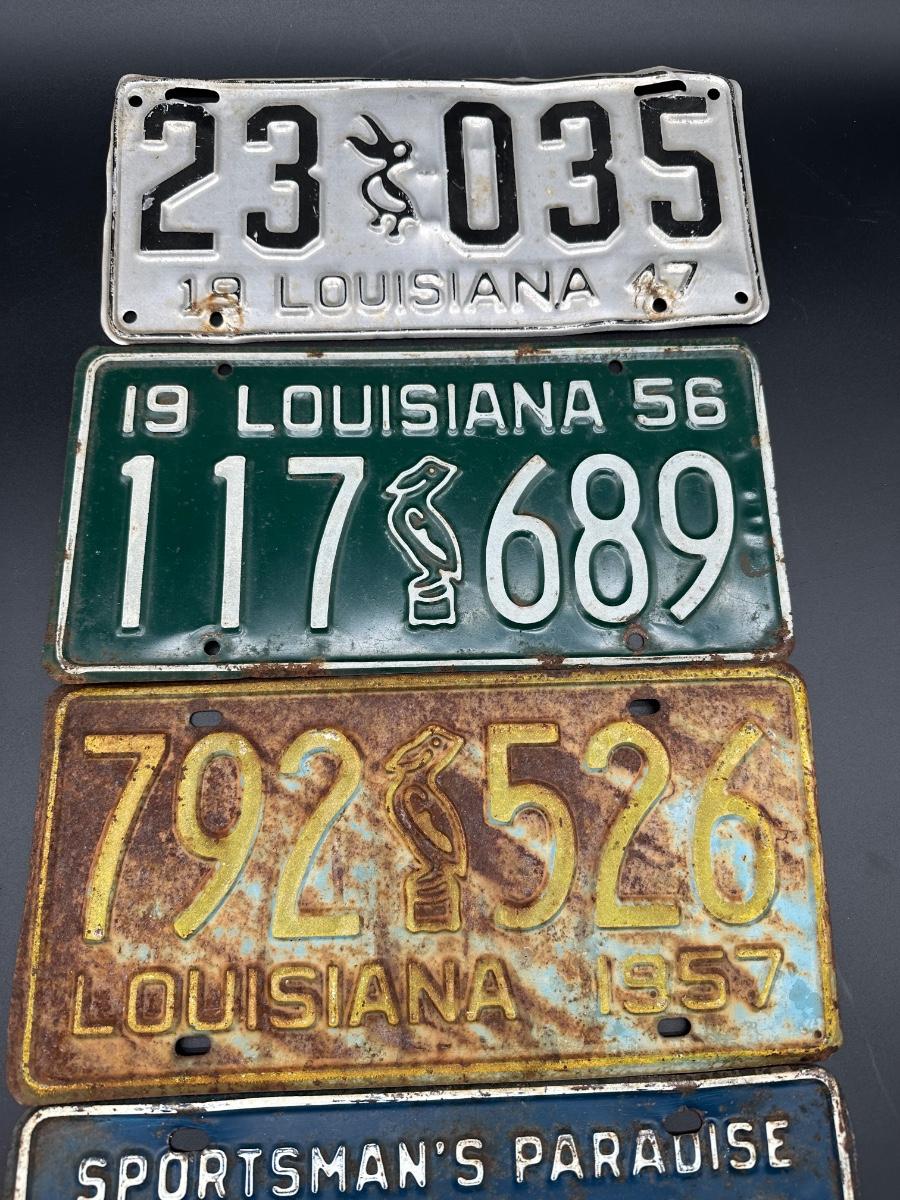 23 035
19 LOUISIANA 47
19 LOUISIANA 56
117 689
792 526
LOUISIANA 1957
SPORTSMAN'S PARADISE